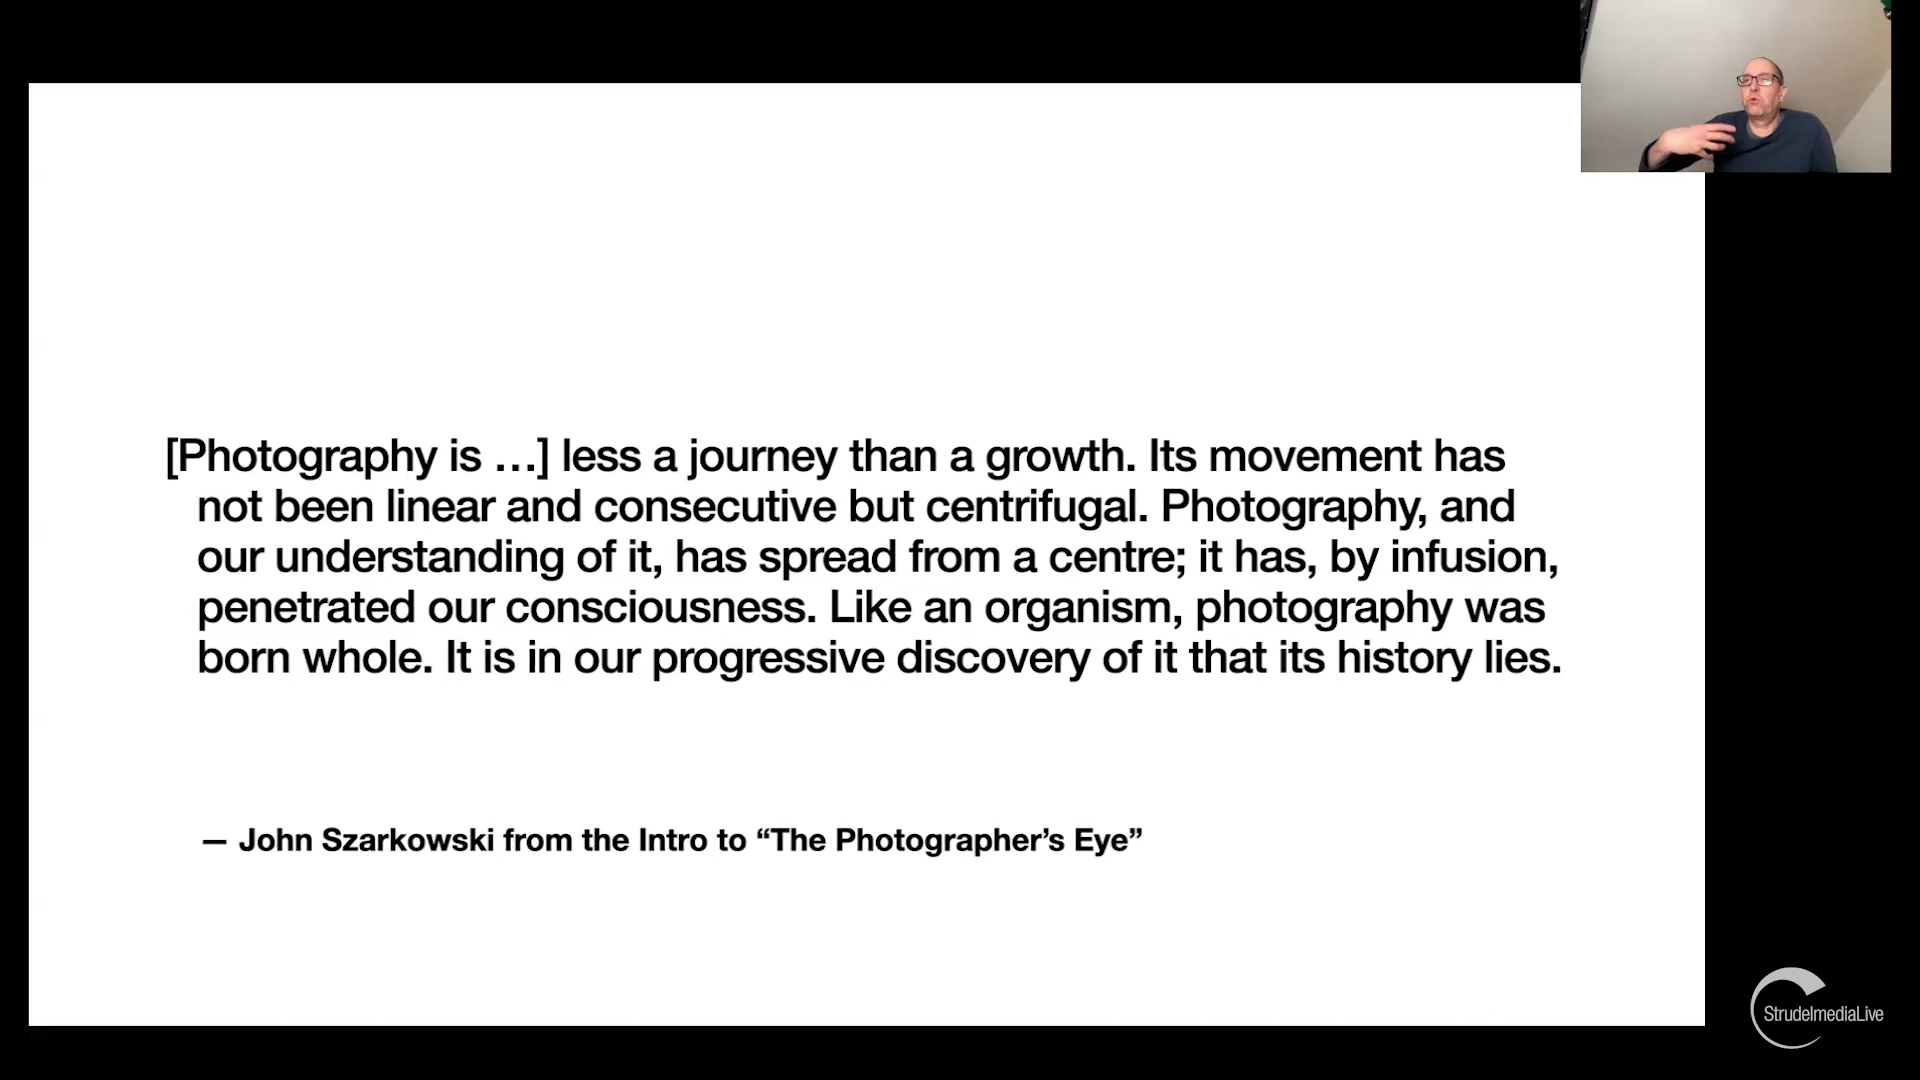 [Photography is …] less a journey than a growth. Its movement has
not been linear and consecutive but centrifugal. Photography, and
our understanding of it, has spread from a centre; it has, by infusion,
penetrated our consciousness. Like an organism, photography was
born whole. It is in our progressive discovery of it that its history lies.
— John Szarkowski from the Intro to “The Photographer’s Eye”
StrudelmediaLive